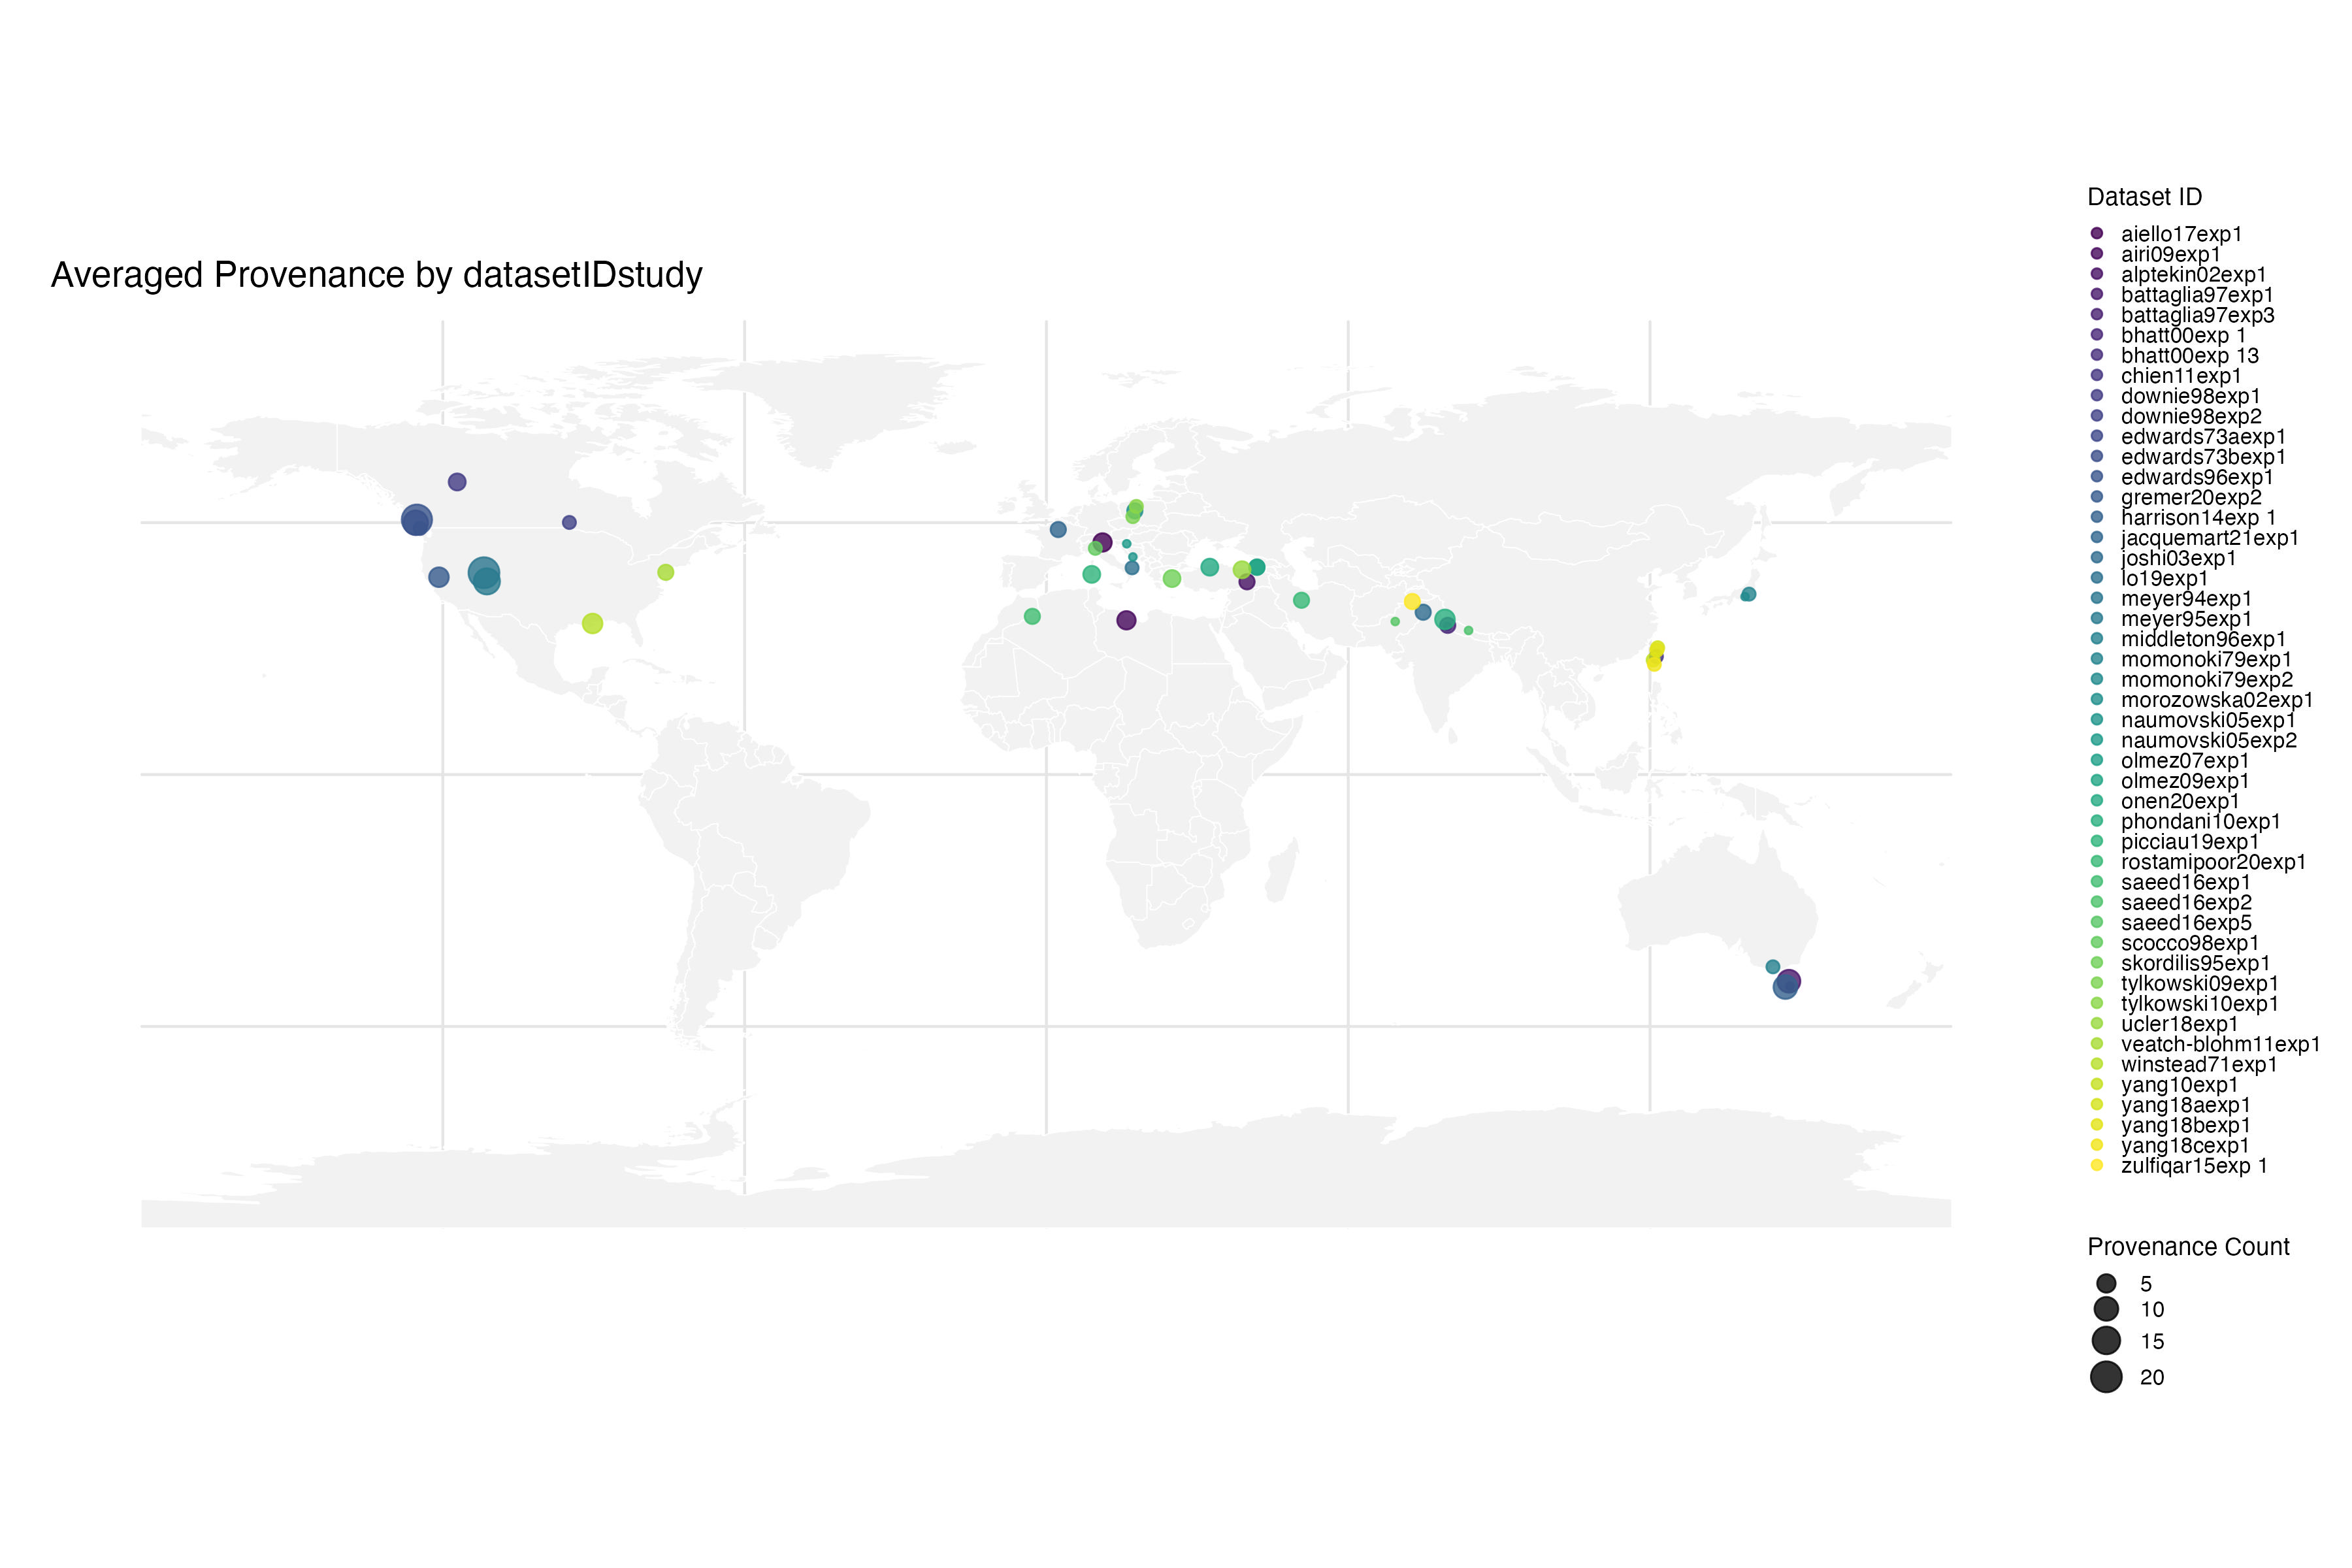 Averaged Provenance by datasetIDstudy
Dataset ID
aiello17exp1
airi09exp1
alptekin02exp1
battaglia97exp1
battaglia97exp3
bhatt00exp 1
bhatt00exp 13
chien11exp1
downie98exp1
downie98exp2
edwards73aexp1
edwards73bexp1
edwards96exp1
gremer20exp2
harrison14exp 1
jacquemart21exp1
joshi03exp1
lo19exp1
meyer94exp1
meyer95exp1
middleton96exp1
momonoki79exp1
momonoki79exp2
morozowska02exp1
naumovski05exp1
naumovski05exp2
olmez07exp1
olmez09exp1
onen20exp1
phondani10exp1
picciau19exp1
rostamipoor20exp1
saeed16exp1
saeed16exp2
saeed16exp5
scocco98exp1
skordilis95exp1
tylkowski09exp1
tylkowski10exp1
ucler18exp1
veatch-blohm11exp1
winstead71exp1
yang10exp1
yang18aexp1
yang18bexp1
yang18cexp1
zulfiqar15exp 1
Provenance Count
5
10
15
20